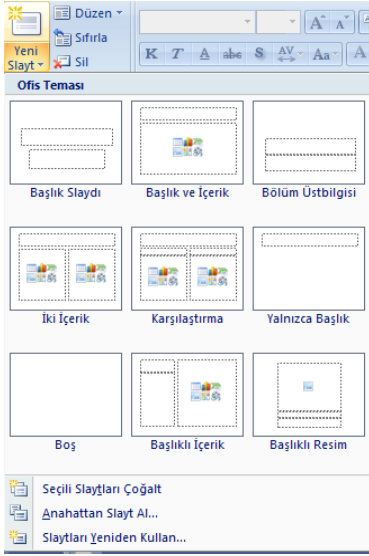 Yeni
Slayt
Düzen
Sıfırla
Sil
A A
K T A abe S AV Aa A
Ofis Teması
Başlık Slaydı Başlık ve İçerik Bölüm Üstbilgisi
İki İçerik Karşılaştırma Yalnızca Başlık
Boş Başlıklı İçerik Başlıklı Resim
Seçili Slaytları Çoğalt
Anahattan Slayt Al...
Slaytları Yeniden Kullan...